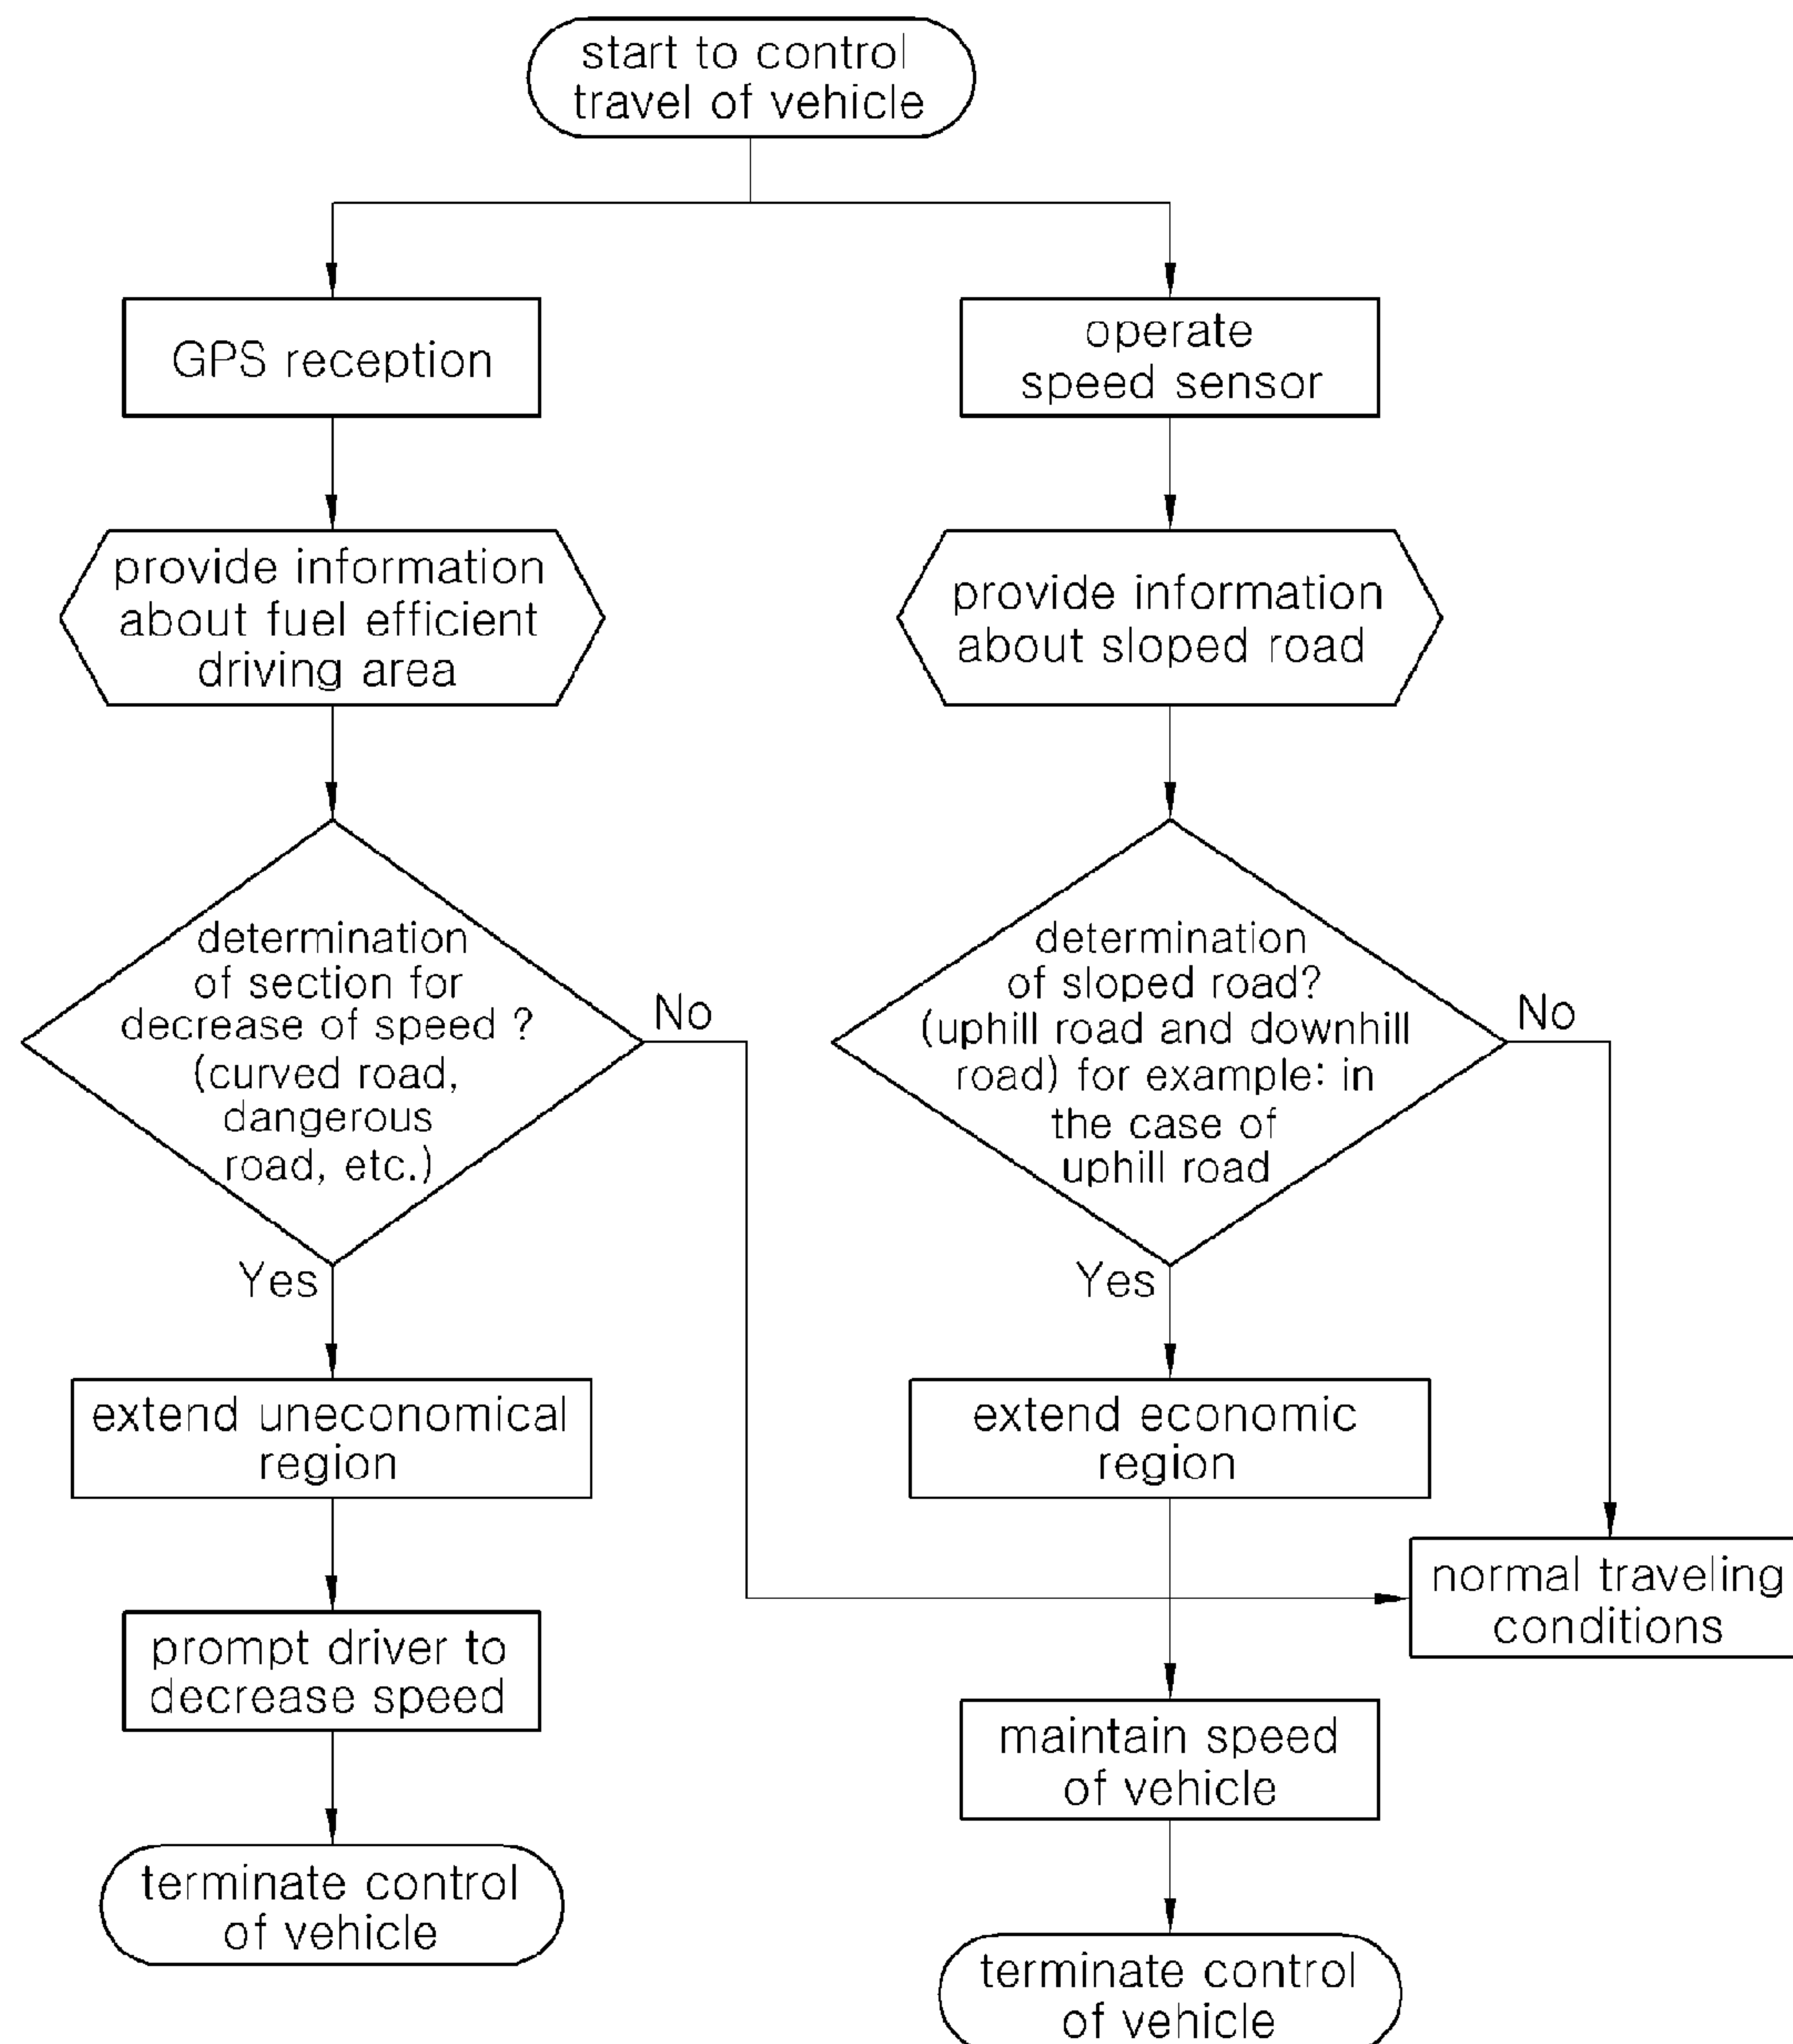 start to control
travel of vehicle
GPS reception
operate
speed sensor
provide information
about fuel efficient
driving area
provide information
about sloped road
determination
of section for
decrease of speed ?
(curved road,
dangerous
road, etc.)
No
Yes
determination
of sloped road?
(uphill road and downhill
road) for example: in
the case of
uphill road
No
Yes
extend uneconomical
region
extend economic
region
normal traveling
conditions
prompt driver to
decrease speed
maintain speed
of vehicle
terminate control
of vehicle
terminate control
of vehicle